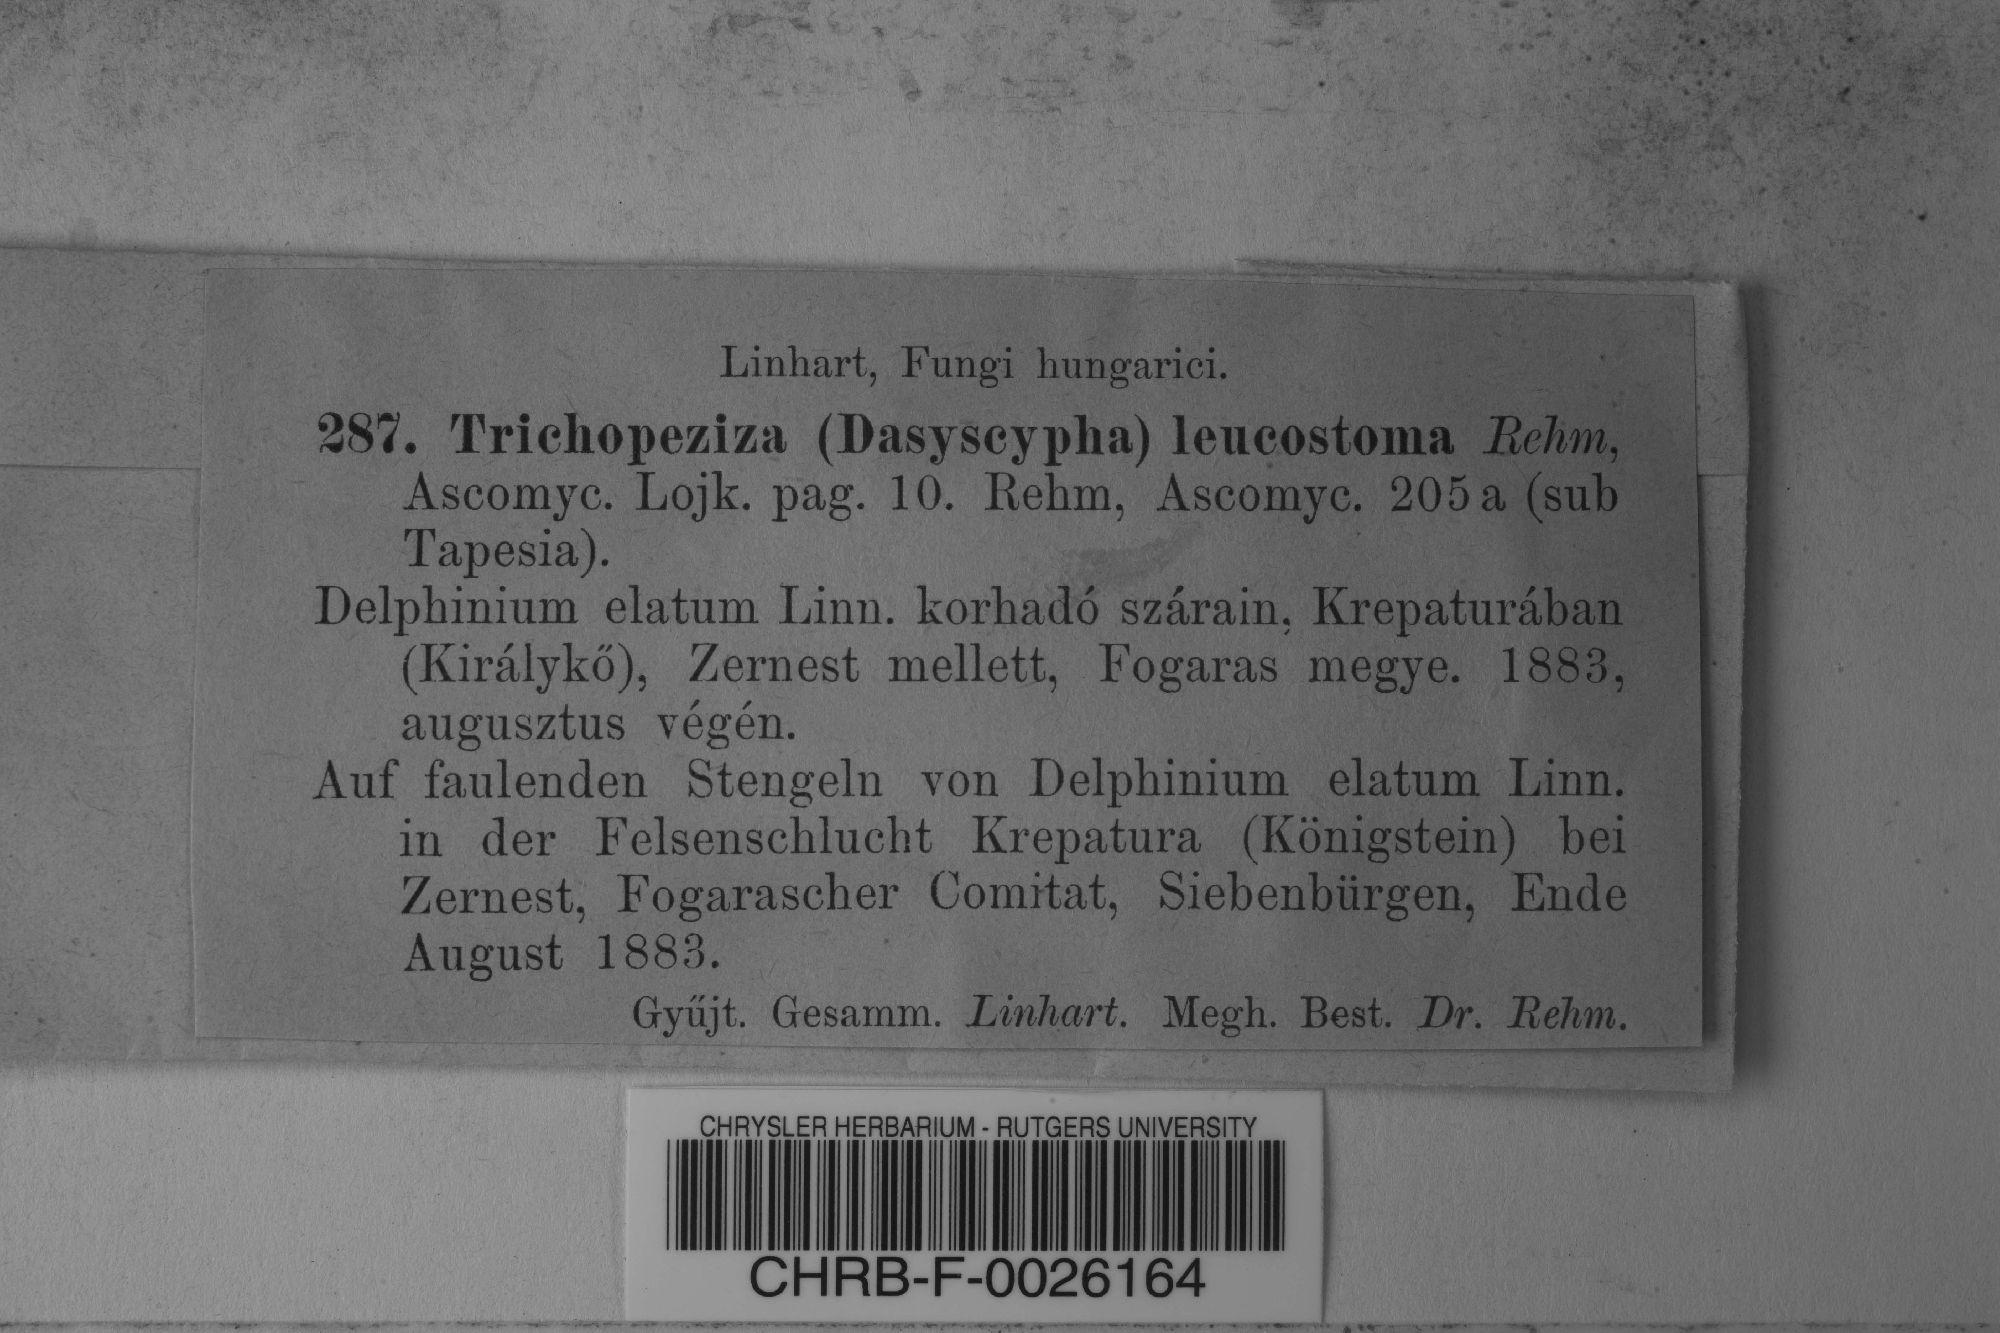 Linhart, Fungi hungarici.
287. Trichopeziza (Dasyscypha) leucostoma Rehm,
Ascomyc. Lojk. pag. 10. Rehm, Ascomyc. 205 a (sub
Tapesia).
Delphinium elatum Linn. korhadó szárain, Krepaturában
(Királykő), Zernest mellett, Fogaras megye. 1883,
augusztus végén.
Auf faulenden Stengeln von Delphinium elatum Linn.
in der Felsenschlucht Krepatura (Königstein) bei
Zernest, Fogarascher Comitat, Siebenbürgen, Ende
August 1883.
Gyűjt. Gesamm. Linhart. Megh. Best. Dr. Rehm.
CHRYSLER HERBARIUM - RUTGERS UNIVERSITY
CHRB-F-0026164